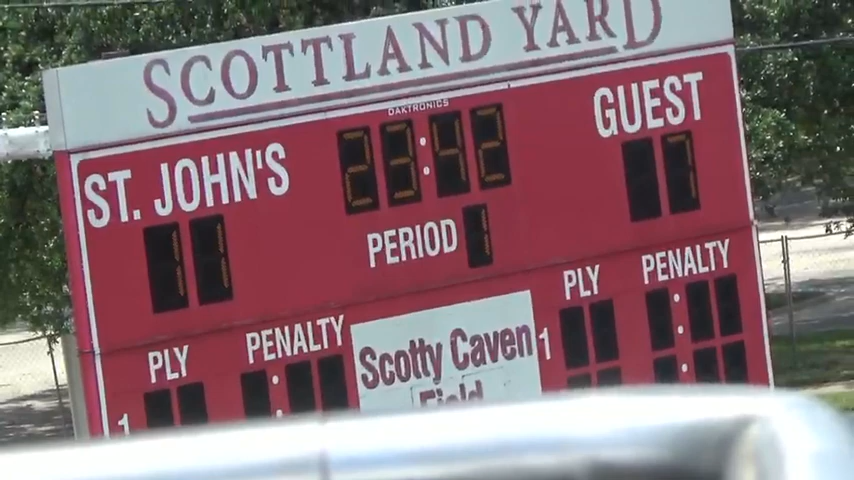 SCOTTLAND YARD
DAKTRONICS
ST. JOHN'S
23:42
GUEST
11
7
PERIOD 1
PLY
PENALTY
PLY
PENALTY
1
Scotty Caven
1
Field